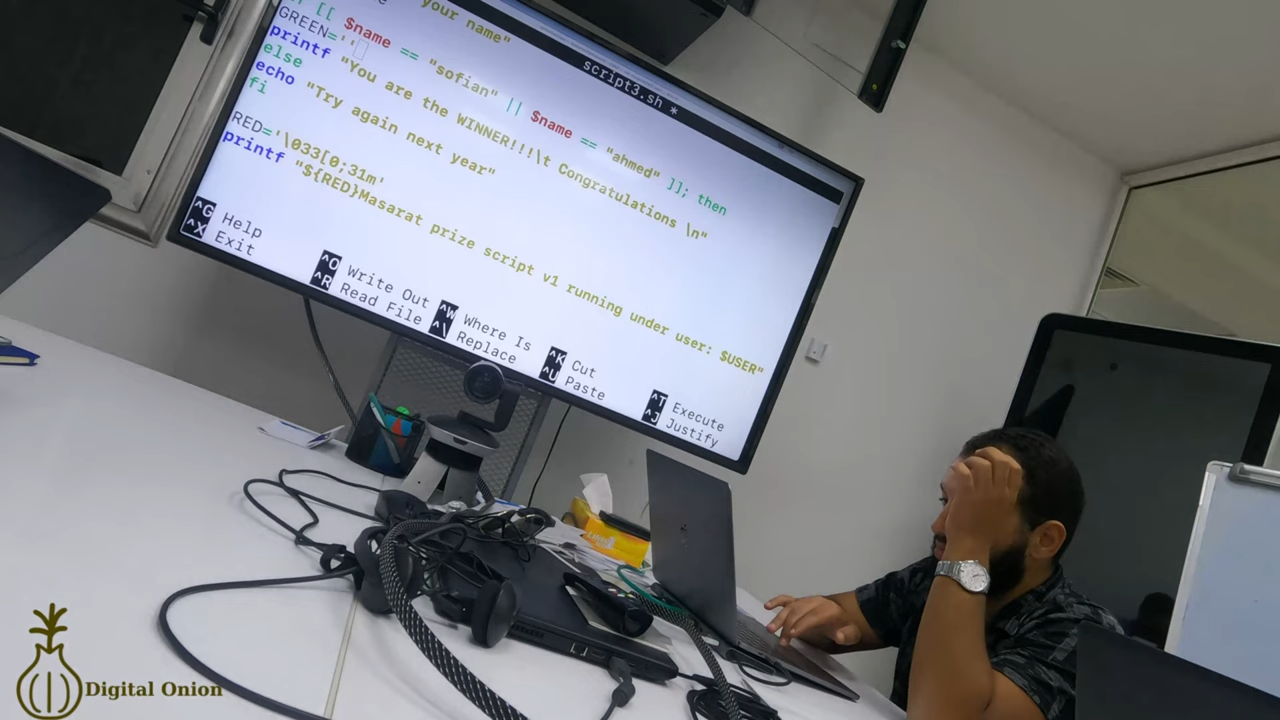 your name"
[[ $name == "sofian" || $name == "ahmed" ]]; then
GREEN=''
printf "You are the WINNER!!!\t Congratulations \n"
else
echo "Try again next year"
fi
RED='\033[0;31m'
printf "${RED}Masarat prize script v1 running under user: $USER"
script3.sh *
^G Help
^X Exit
^O Write Out
^R Read File
^W Where Is
^\ Replace
^K Cut
^U Paste
^T Execute
^J Justify
Digital Onion